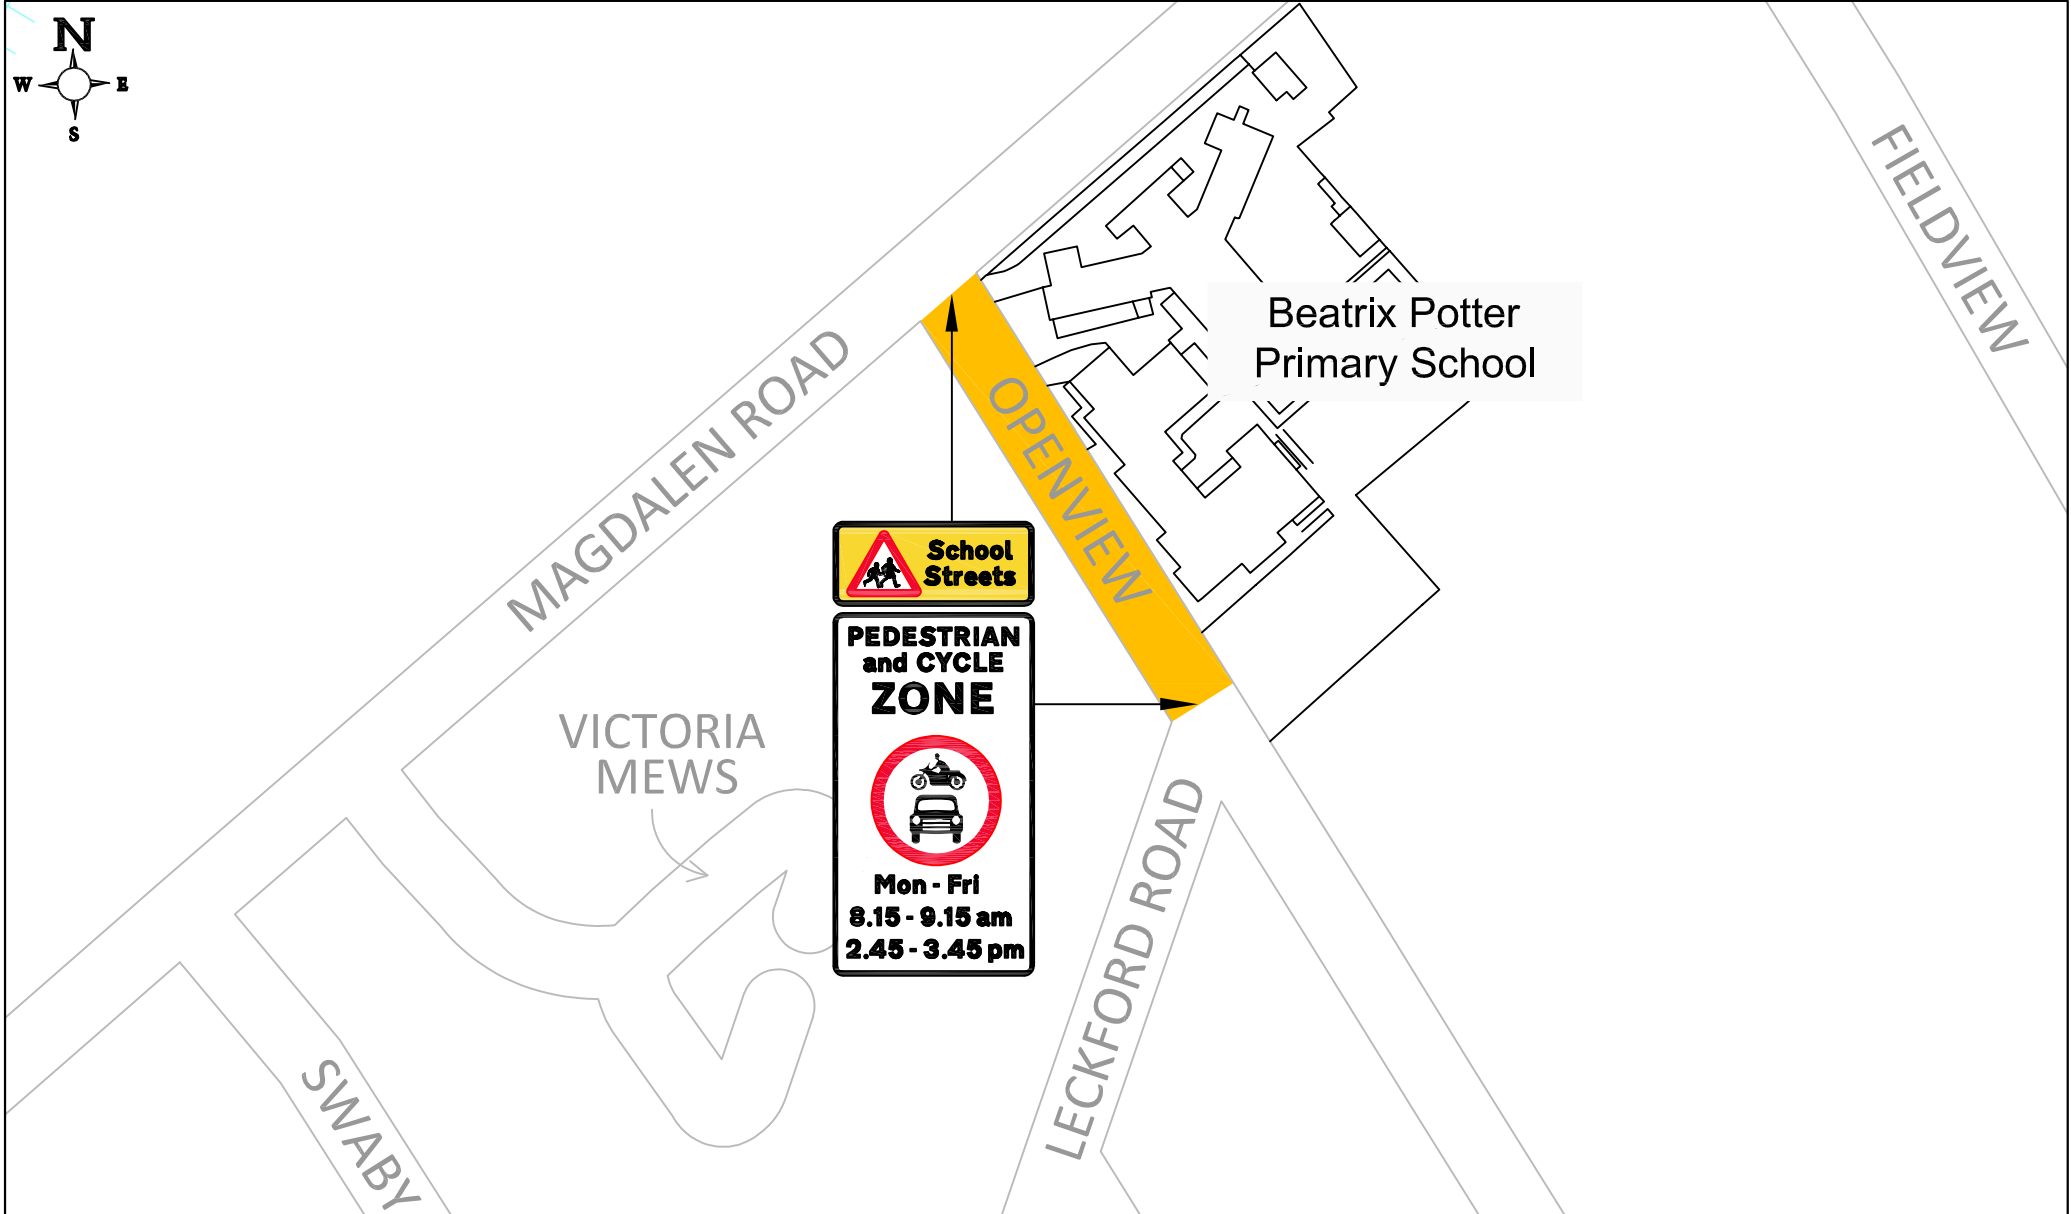 N
W E
S
FIELDVIEW
Beatrix Potter
Primary School
MAGDALEN ROAD
OPENVIEW
School
Streets
PEDESTRIAN
and CYCLE
ZONE
Mon - Fri
8.15 - 9.15 am
2.45 - 3.45 pm
VICTORIA
MEWS
LECKFORD ROAD
SWABY